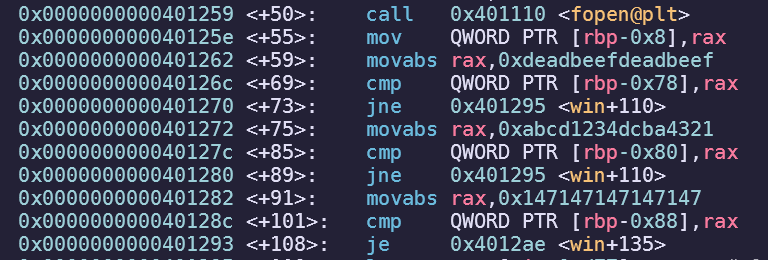 0x0000000000401259 <+50>: call 0x401110 <fopen@plt>
0x000000000040125e <+55>: mov QWORD PTR [rbp-0x8],rax
0x0000000000401262 <+59>: movabs rax,0xdeadbeefdeadbeef
0x000000000040126c <+69>: cmp QWORD PTR [rbp-0x78],rax
0x0000000000401270 <+73>: jne 0x401295 <win+110>
0x0000000000401272 <+75>: movabs rax,0xabcd1234dcba4321
0x000000000040127c <+85>: cmp QWORD PTR [rbp-0x80],rax
0x0000000000401280 <+89>: jne 0x401295 <win+110>
0x0000000000401282 <+91>: movabs rax,0x147147147147147
0x000000000040128c <+101>: cmp QWORD PTR [rbp-0x88],rax
0x0000000000401293 <+108>: je 0x4012ae <win+135>